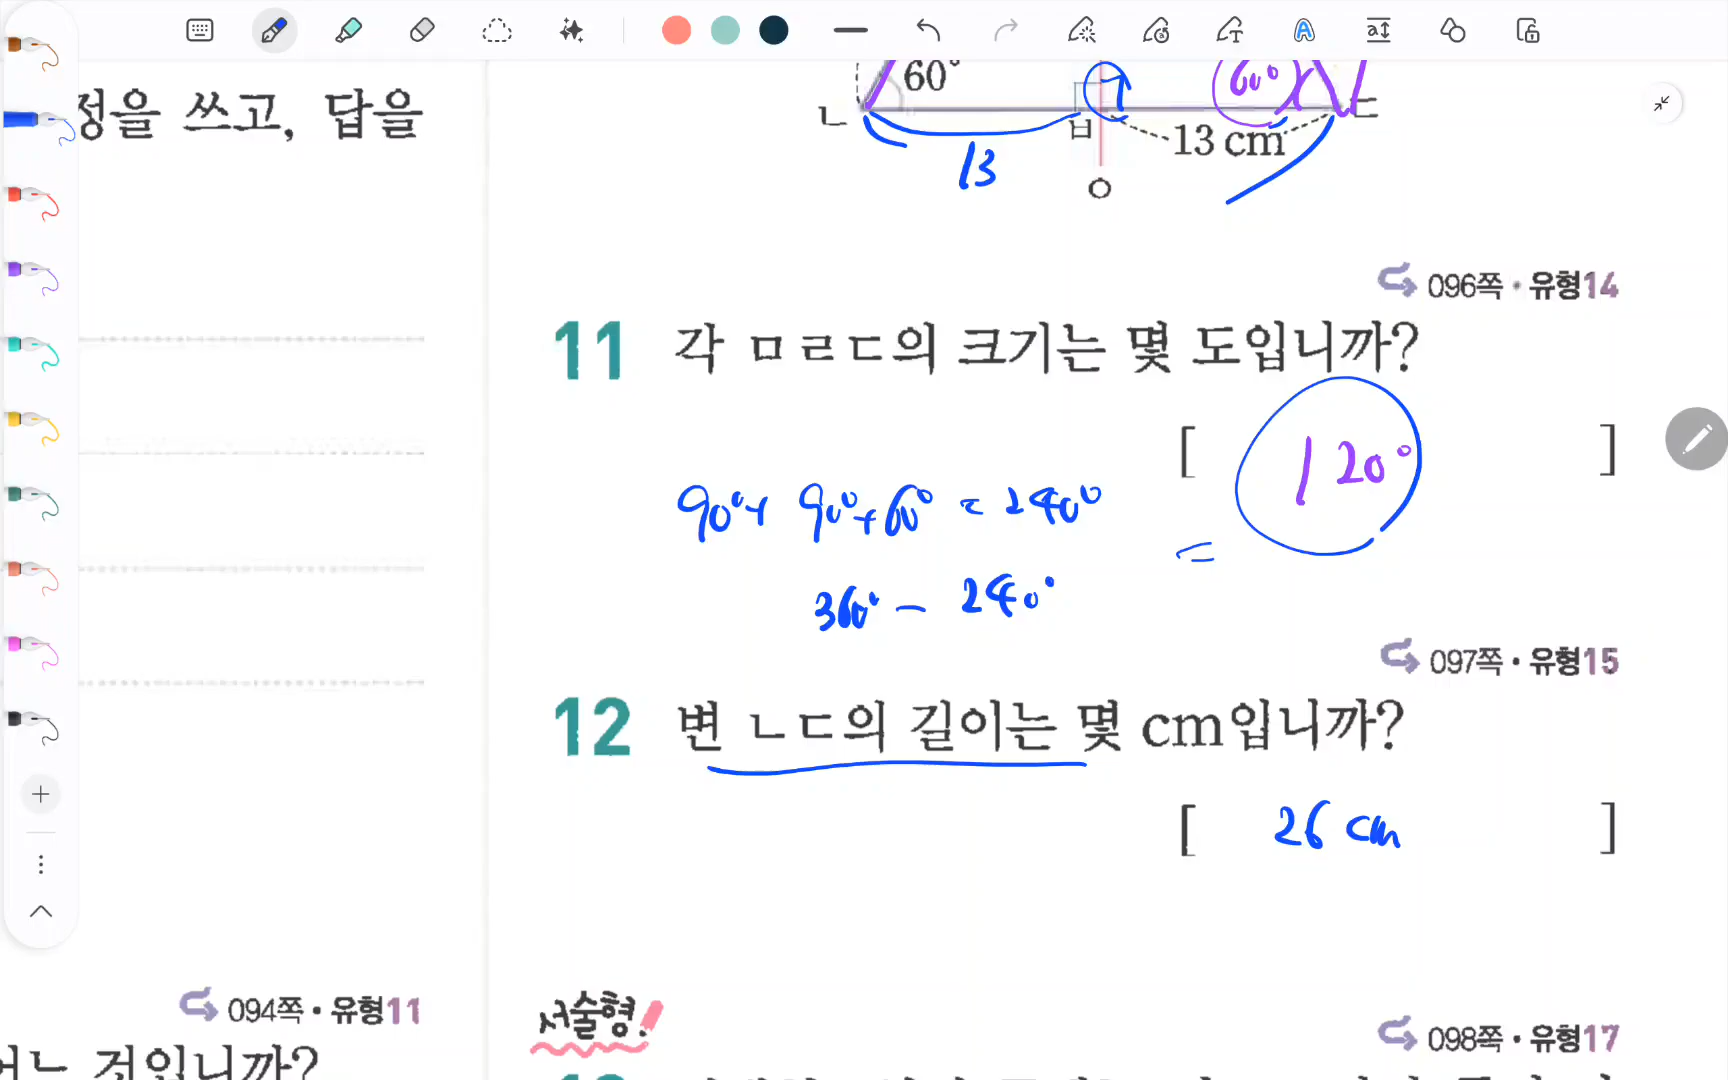 정을 쓰고, 답을
094쪽·유형11
것입니까?
60°
60°
ㄴ
ㅂ
ㄷ
13 cm
13
ㅇ
096쪽·유형14
11 각 ㅁㄹㄷ의 크기는 몇 도입니까?
[ 120° ]
90°+ 90°+60° = 240°
=
360° - 240°
097쪽·유형15
12 변 ㄴㄷ의 길이는 몇 cm입니까?
[ 26 cm ]
서술형!
098쪽·유형17